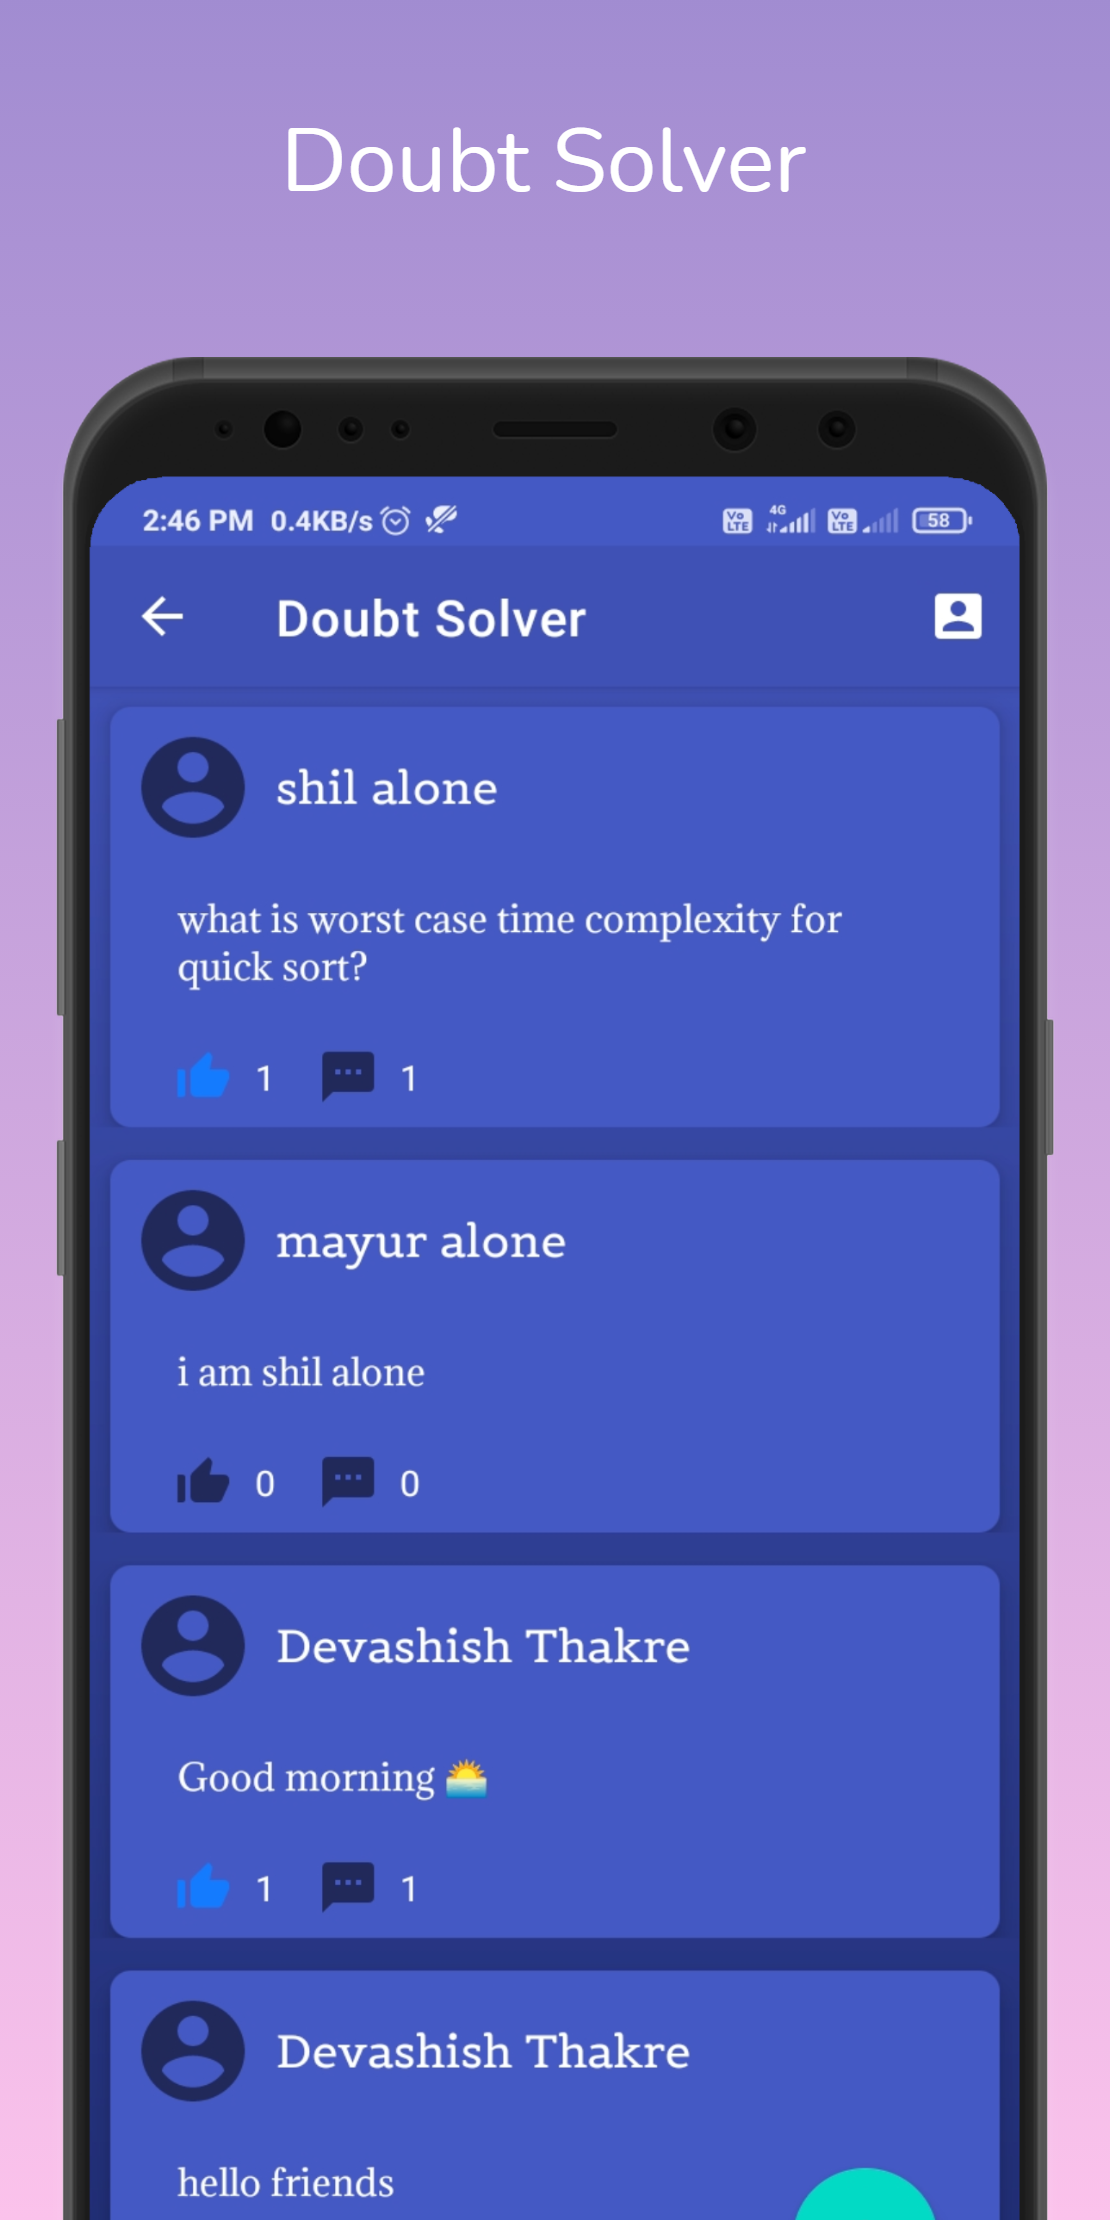 Doubt Solver
2:46 PM 0.4KB/s Vo LTE 4G Vo LTE 58
Doubt Solver
shil alone
what is worst case time complexity for
quick sort?
1 1
mayur alone
i am shil alone
0 0
Devashish Thakre
Good morning 🌅
1 1
Devashish Thakre
hello friends